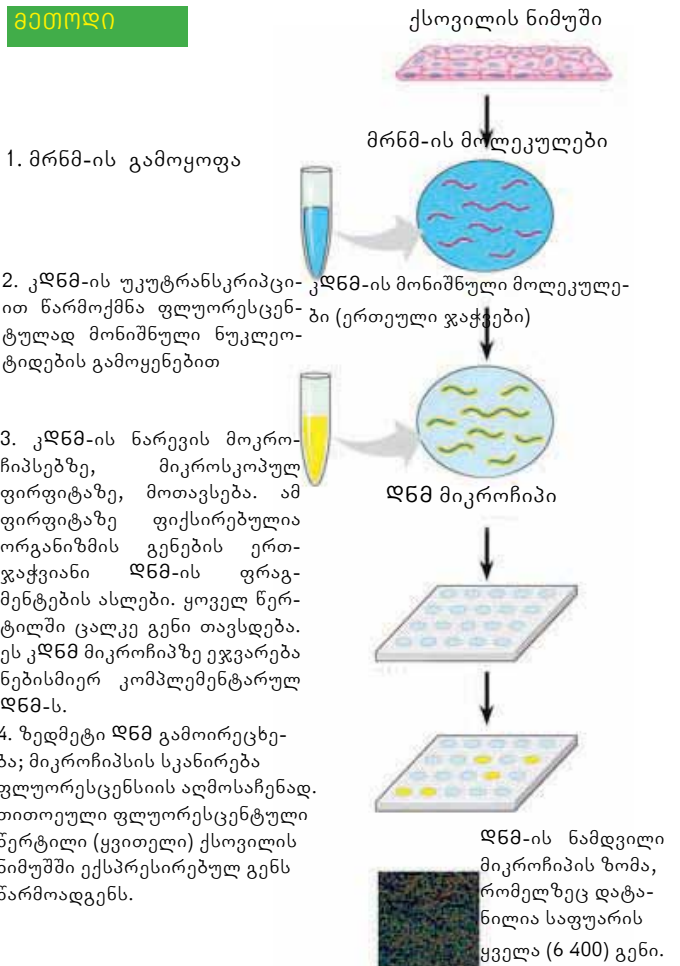 მეთოდი
ქსოვილის ნიმუში
მრნმ-ის მოლეკულები
1. მრნმ-ის გამოყოფა
2. კდნმ-ის უკუტრანსკრიპცი-
ით წარმოქმნა ფლუორესცენ-
ტულად მონიშნული ნუკლეო-
ტიდების გამოყენებით
კდნმ-ის მონიშნული მოლეკულე-
ბი (ერთეული ჯაჭვები)
3. კდნმ-ის ნარევის მოკრო-
ჩიპსებზე, მიკროსკოპულ
ფირფიტაზე, მოთავსება. ამ
ფირფიტაზე ფიქსირებულია
ორგანიზმის გენების ერთ-
ჯაჭვიანი დნმ-ის ფრაგ-
მენტების ასლები. ყოველ წერ-
ტილში ცალკე გენი თავსდება.
ეს კდნმ მიკროჩიპზე ეჯვარება
ნებისმიერ კომპლემენტარულ
დნმ-ს.
დნმ მიკროჩიპი
4. ზედმეტი დნმ გამოირეცხე-
ბა; მიკროჩიპსის სკანირება
ფლუორესცენსიის აღმოსაჩენად.
თითოეული ფლუორესცენტული
წერტილი (ყვითელი) ქსოვილის
ნიმუშში ექსპრესირებულ გენს
წარმოადგენს.
დნმ-ის ნამდვილი
მიკროჩიპის ზომა,
რომელზეც დატა-
ნილია საფუარის
ყველა (6 400) გენი.